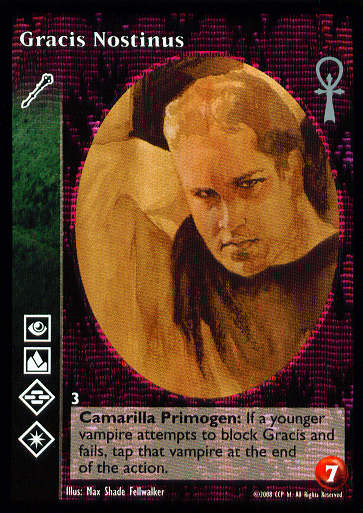 Gracis Nostinus
3
Camarilla Primogen: If a younger
vampire attempts to block Gracis and
fails, tap that vampire at the end
of the action.
7
Illus: Max Shade Fellwalker
©2008 CCP hf. All Rights Reserved